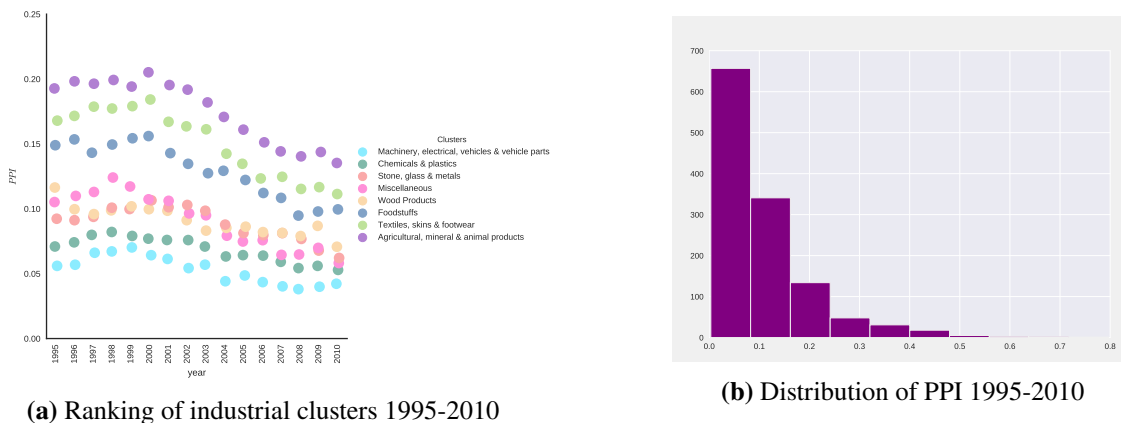 0.25
0.20
0.15
0.10
0.05
0.00
PPI
1995
1996
1997
1998
1999
2000
2001
2002
2003
2004
2005
2006
2007
2008
2009
2010
year
Clusters
Machinery, electrical, vehicles & vehicle parts
Chemicals & plastics
Stone, glass & metals
Miscellaneous
Wood Products
Foodstuffs
Textiles, skins & footwear
Agricultural, mineral & animal products
(a) Ranking of industrial clusters 1995-2010
700
600
500
400
300
200
100
0
0.0 0.1 0.2 0.3 0.4 0.5 0.6 0.7 0.8
(b) Distribution of PPI 1995-2010